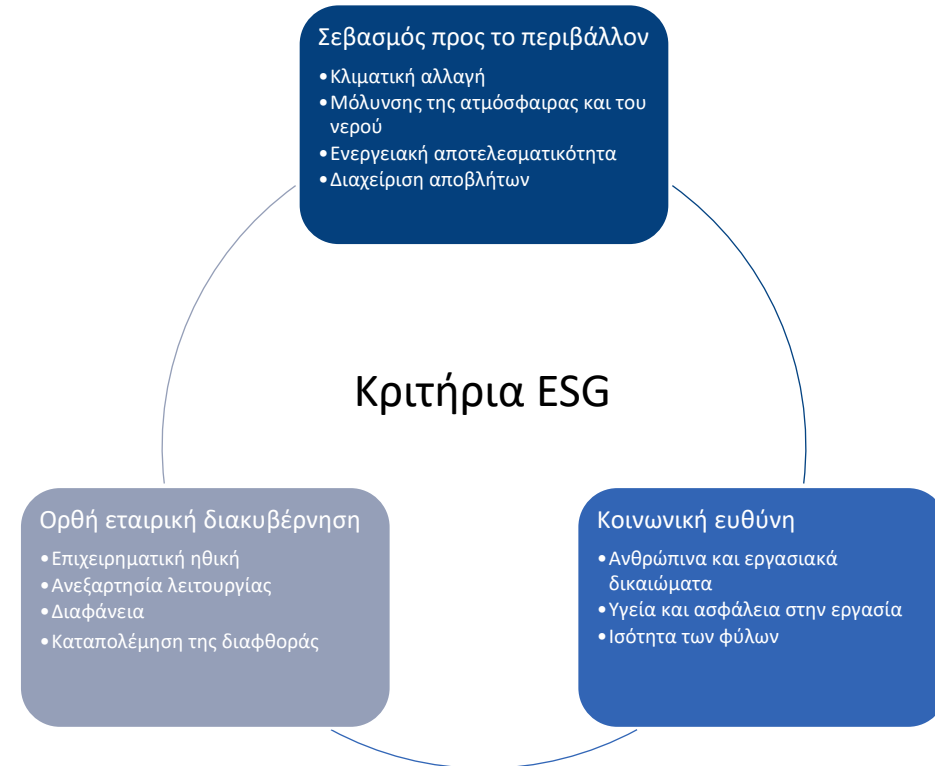 Σεβασμός προς το περιβάλλον
•Κλιματική αλλαγή
•Μόλυνσης της ατμόσφαιρας και του
νερού
•Ενεργειακή αποτελεσματικότητα
•Διαχείριση αποβλήτων
Κριτήρια ESG
Ορθή εταιρική διακυβέρνηση
•Επιχειρηματική ηθική
•Ανεξαρτησία λειτουργίας
•Διαφάνεια
•Καταπολέμηση της διαφθοράς
Κοινωνική ευθύνη
•Ανθρώπινα και εργασιακά
δικαιώματα
•Υγεία και ασφάλεια στην εργασία
•Ισότητα των φύλων